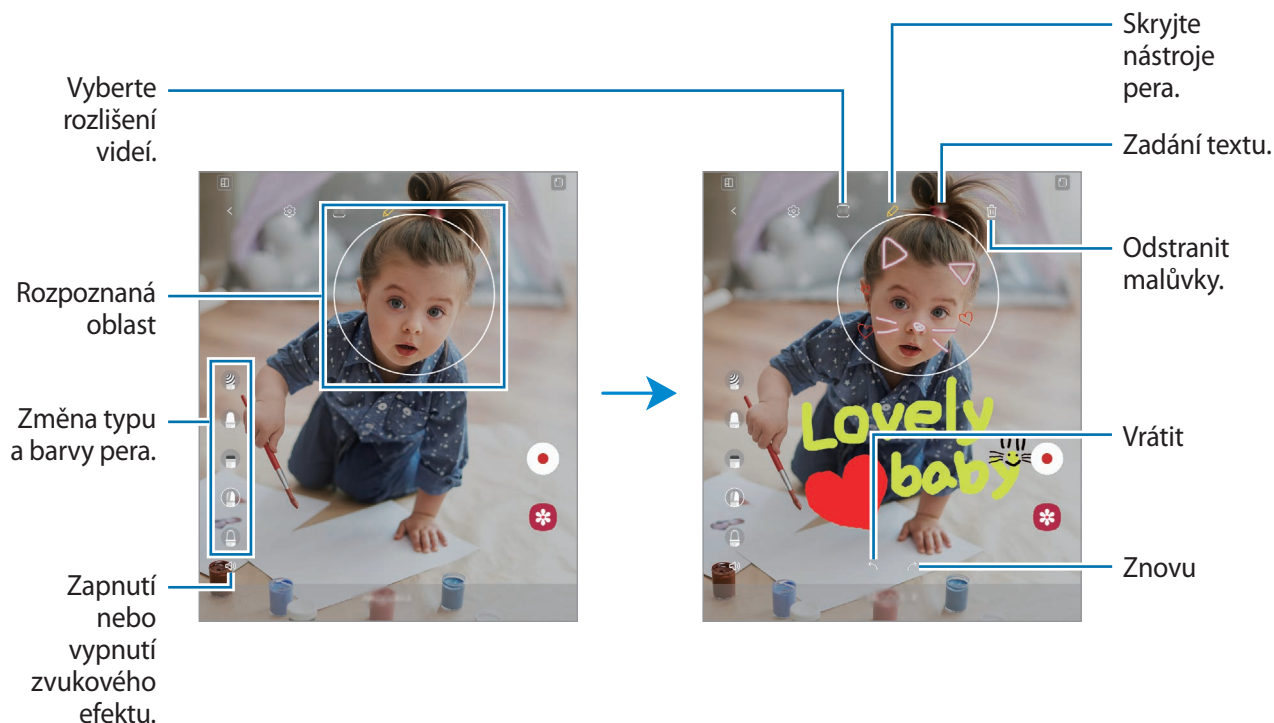 Skryjte
nástroje
pera.
Vyberte
rozlišení
videí.
Zadání textu.
Odstranit
malůvky.
Rozpoznaná
oblast
Změna typu
a barvy pera.
Lovely
baby
Vrátit
Znovu
Zapnutí
nebo
vypnutí
zvukového
efektu.